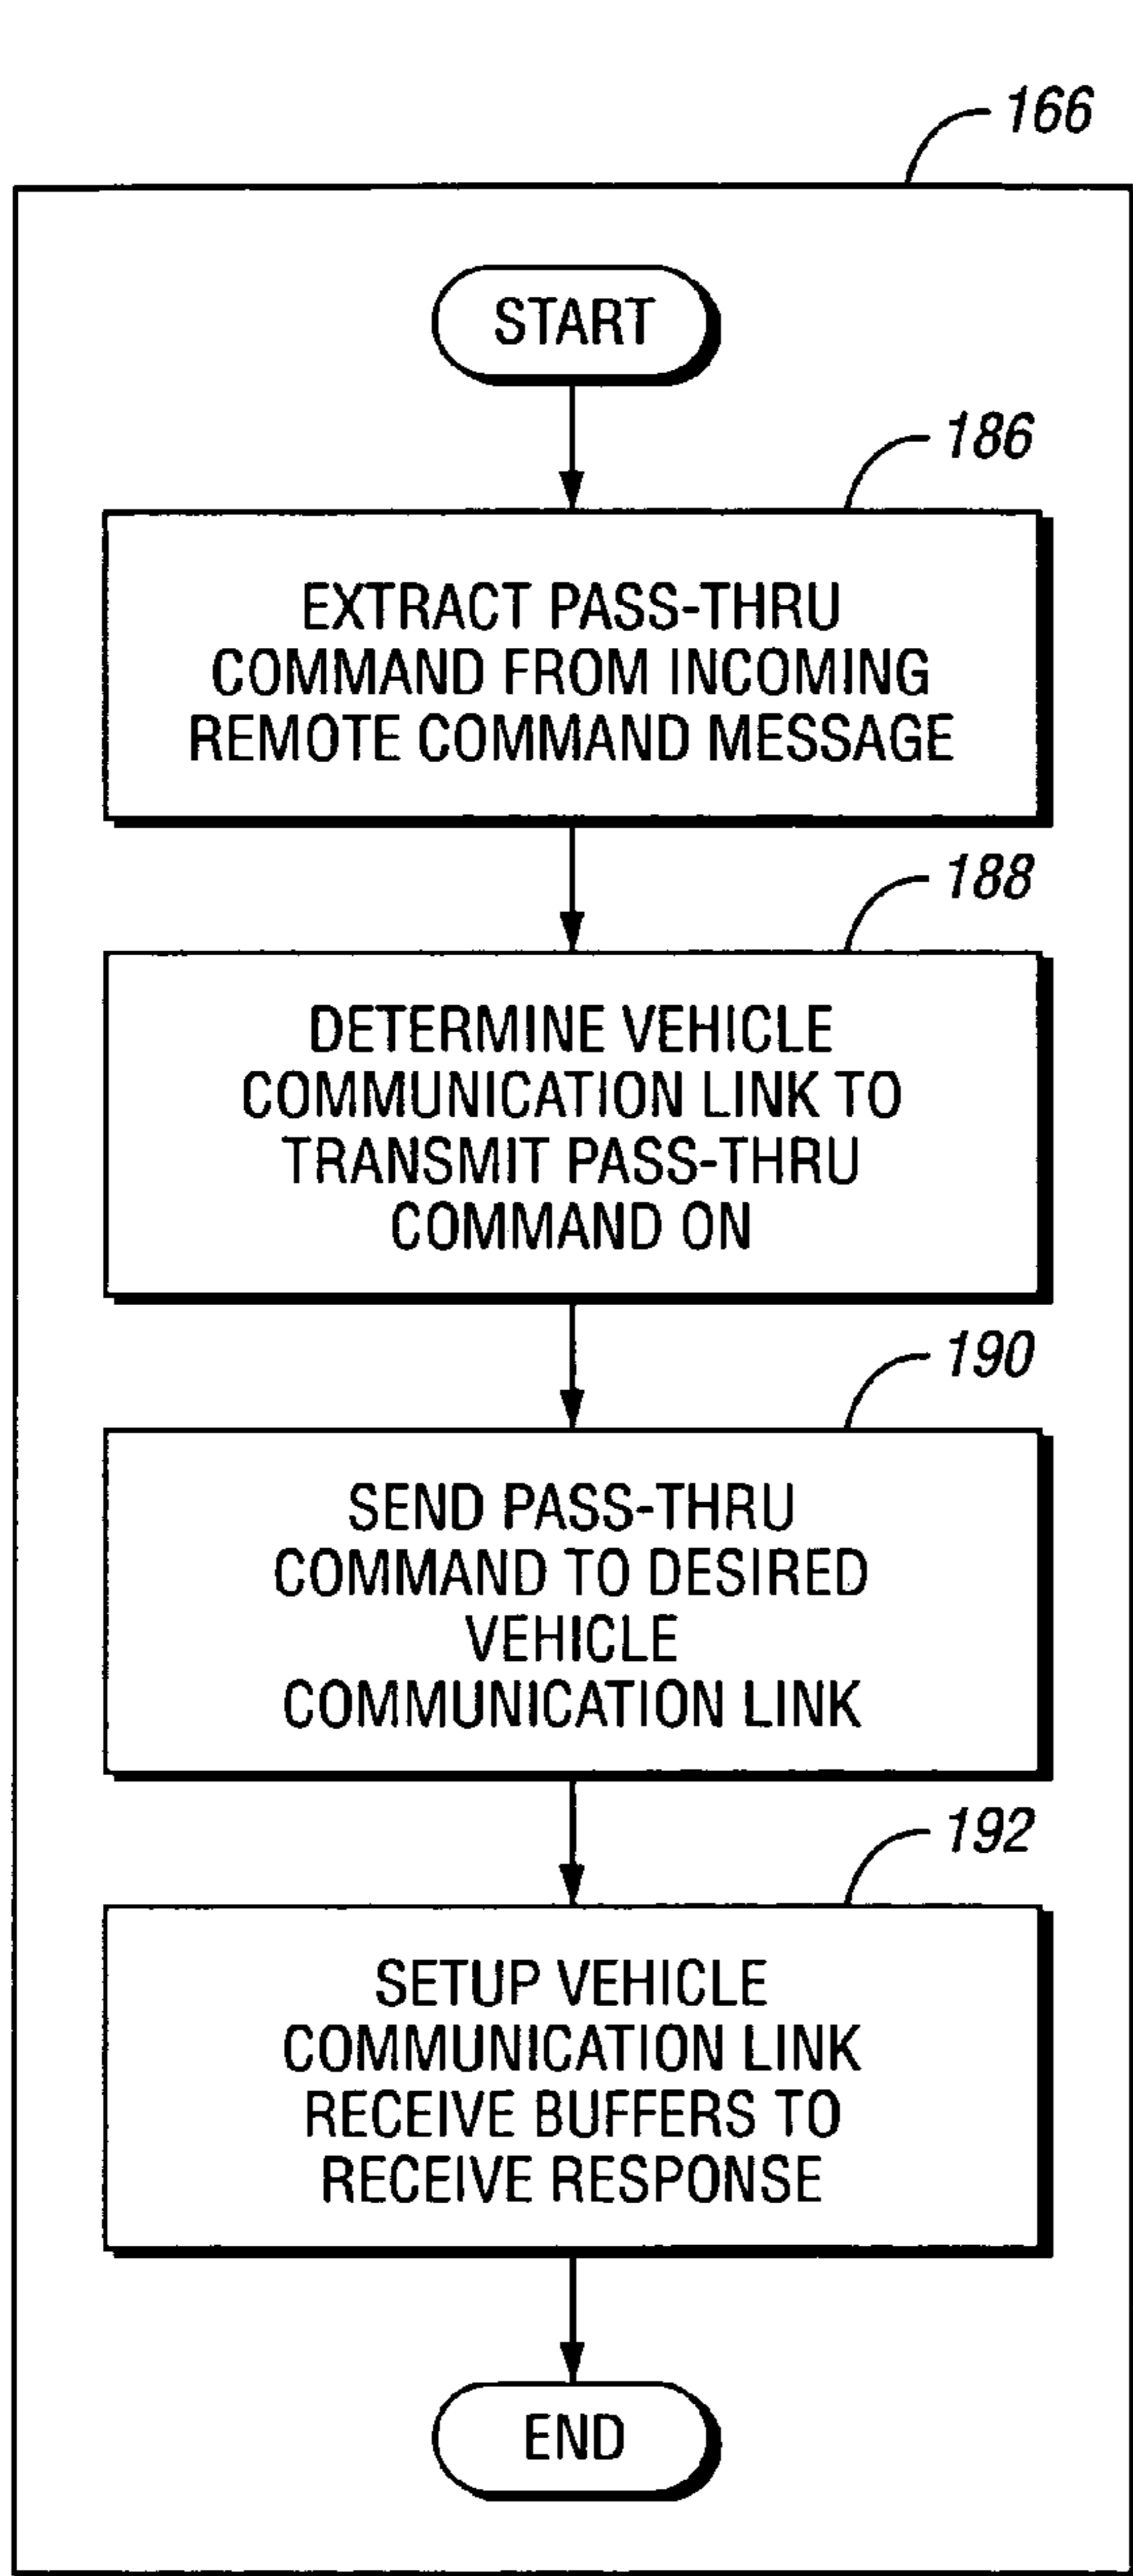 166
START
186
EXTRACT PASS-THRU
COMMAND FROM INCOMING
REMOTE COMMAND MESSAGE
188
DETERMINE VEHICLE
COMMUNICATION LINK TO
TRANSMIT PASS-THRU
COMMAND ON
190
SEND PASS-THRU
COMMAND TO DESIRED
VEHICLE
COMMUNICATION LINK
192
SETUP VEHICLE
COMMUNICATION LINK
RECEIVE BUFFERS TO
RECEIVE RESPONSE
END